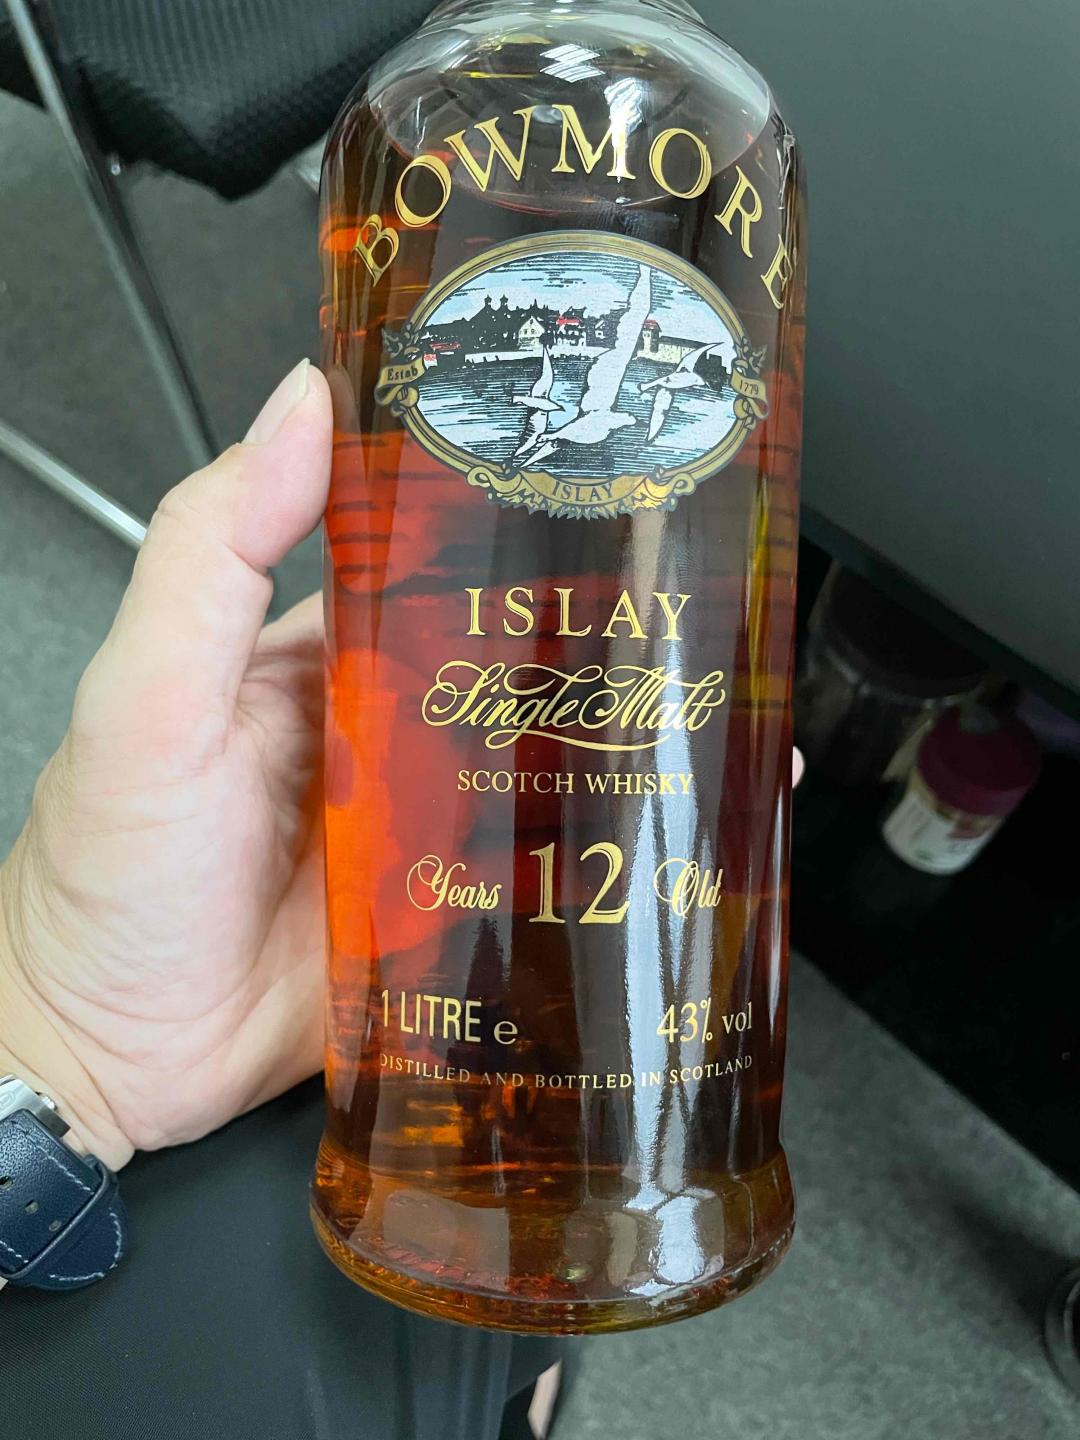 BOWMORE
Estab 1779
ISLAY
ISLAY
Single Malt
SCOTCH WHISKY
Years 12 Old
1 LITRE e 43% vol
DISTILLED AND BOTTLED IN SCOTLAND